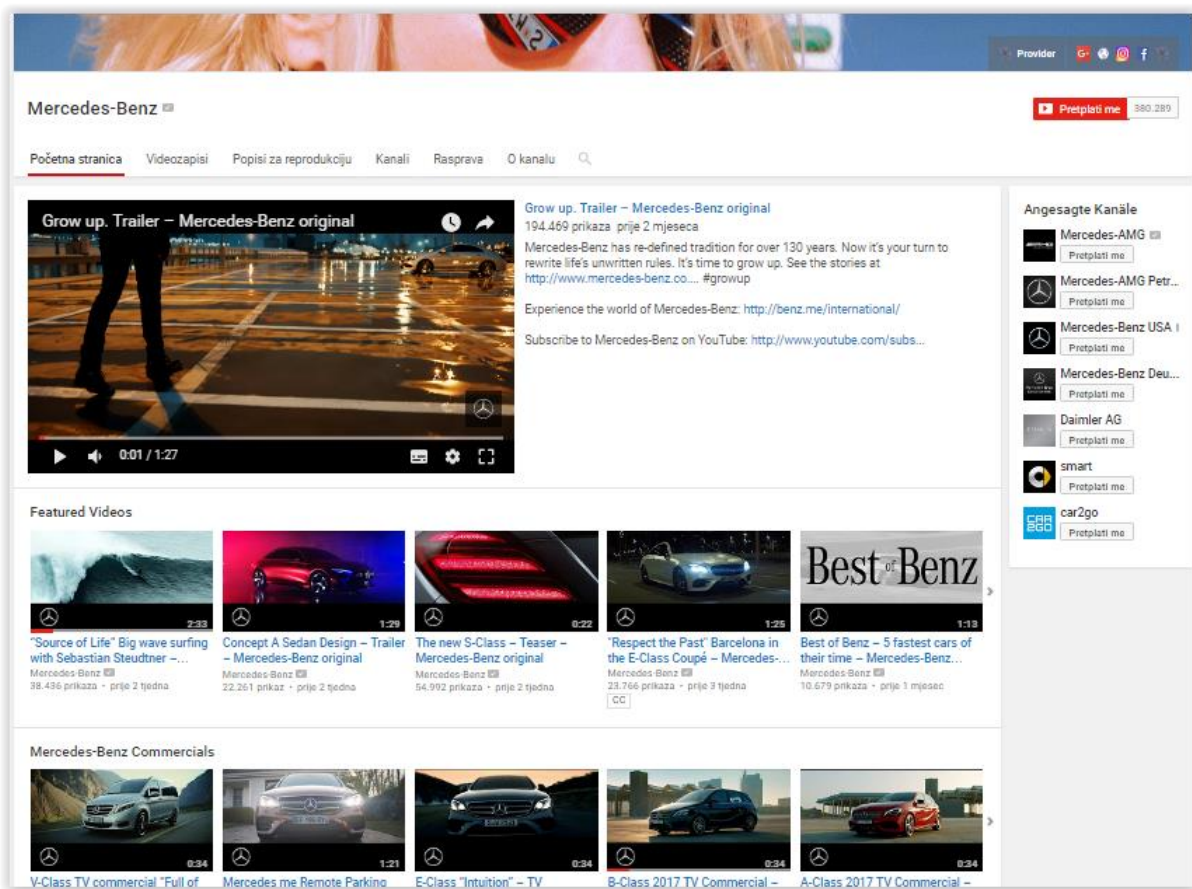 Provider
Mercedes-Benz
Pretplati me 380.289
Početna stranica Videozapisi Popisi za reprodukciju Kanali Rasprava O kanalu
Grow up. Trailer – Mercedes-Benz original
0:01 / 1:27
Grow up. Trailer – Mercedes-Benz original
194.469 prikaza prije 2 mjeseca
Mercedes-Benz has re-defined tradition for over 130 years. Now it's your turn to
rewrite life's unwritten rules. It's time to grow up. See the stories at
http://www.mercedes-benz.co.... #growup
Experience the world of Mercedes-Benz: http://benz.me/international/
Subscribe to Mercedes-Benz on YouTube: http://www.youtube.com/subs...
Angesagte Kanäle
Mercedes-AMG
Pretplati me
Mercedes-AMG Petr...
Pretplati me
Mercedes-Benz USA
Pretplati me
Mercedes-Benz Deu...
Pretplati me
Daimler AG
Pretplati me
smart
Pretplati me
CAR2GO
car2go
Pretplati me
Featured Videos
2:33
"Source of Life" Big wave surfing
with Sebastian Steudtner –...
Mercedes-Benz
38.436 prikaza • prije 2 tjedna
1:29
Concept A Sedan Design – Trailer
– Mercedes-Benz original
Mercedes-Benz
22.261 prikaz • prije 2 tjedna
0:22
The new S-Class – Teaser –
Mercedes-Benz original
Mercedes-Benz
54.992 prikaza • prije 2 tjedna
1:25
"Respect the Past" Barcelona in
the E-Class Coupé – Mercedes-...
Mercedes-Benz
23.766 prikaza • prije 3 tjedna
CC
Best of Benz
1:13
Best of Benz – 5 fastest cars of
their time – Mercedes-Benz...
Mercedes-Benz
10.679 prikaza • prije 1 mjesec
Mercedes-Benz Commercials
0:34
V-Class TV commercial "Full of
1:21
Mercedes me Remote Parking
0:34
E-Class "Intuition" – TV
0:34
B-Class 2017 TV Commercial –
0:34
A-Class 2017 TV Commercial –